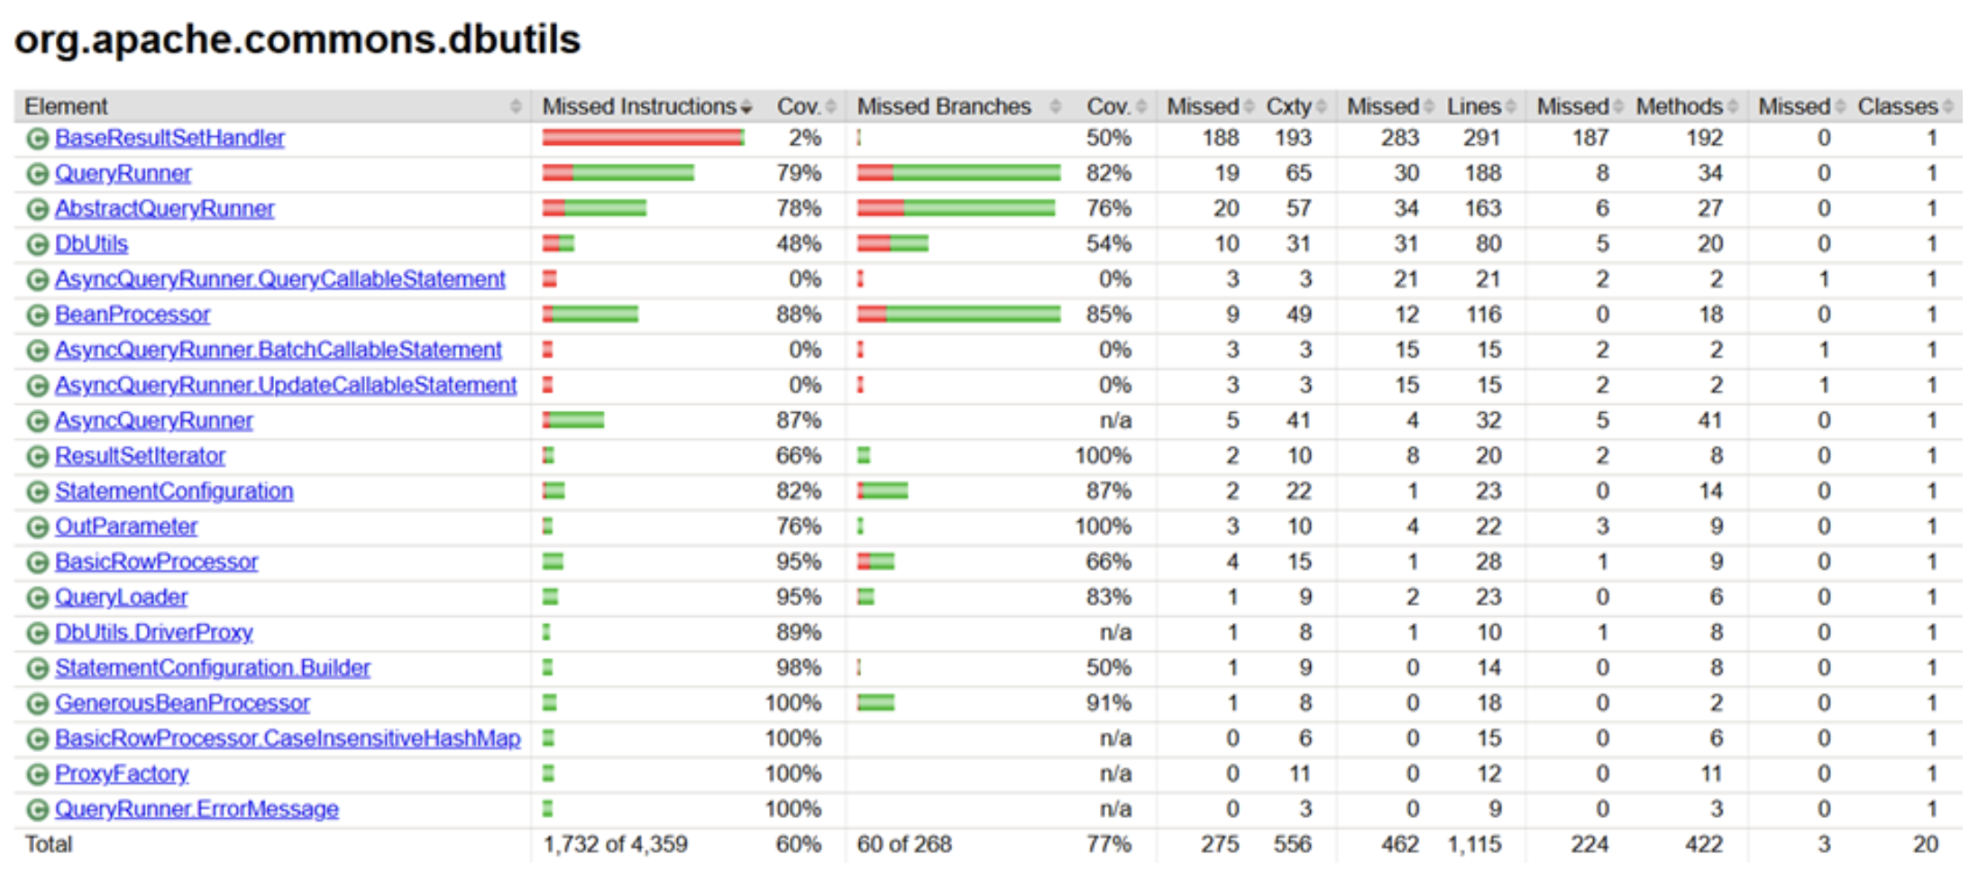 org.apache.commons.dbutils
Element Missed Instructions Cov. Missed Branches Cov. Missed Cxty Missed Lines Missed Methods Missed Classes
BaseResultSetHandler 2% 50% 188 193 283 291 187 192 0 1
QueryRunner 79% 82% 19 65 30 188 8 34 0 1
AbstractQueryRunner 78% 76% 20 57 34 163 6 27 0 1
DbUtils 48% 54% 10 31 31 80 5 20 0 1
AsyncQueryRunner.QueryCallableStatement 0% 0% 3 3 21 21 2 2 1 1
BeanProcessor 88% 85% 9 49 12 116 0 18 0 1
AsyncQueryRunner.BatchCallableStatement 0% 0% 3 3 15 15 2 2 1 1
AsyncQueryRunner.UpdateCallableStatement 0% 0% 3 3 15 15 2 2 1 1
AsyncQueryRunner 87% n/a 5 41 4 32 5 41 0 1
ResultSetIterator 66% 100% 2 10 8 20 2 8 0 1
StatementConfiguration 82% 87% 2 22 1 23 0 14 0 1
OutParameter 76% 100% 3 10 4 22 3 9 0 1
BasicRowProcessor 95% 66% 4 15 1 28 1 9 0 1
QueryLoader 95% 83% 1 9 2 23 0 6 0 1
DbUtils.DriverProxy 89% n/a 1 8 1 10 1 8 0 1
StatementConfiguration.Builder 98% 50% 1 9 0 14 0 8 0 1
GenerousBeanProcessor 100% 91% 1 8 0 18 0 2 0 1
BasicRowProcessor.CaseInsensitiveHashMap 100% n/a 0 6 0 15 0 6 0 1
ProxyFactory 100% n/a 0 11 0 12 0 11 0 1
QueryRunner.ErrorMessage 100% n/a 0 3 0 9 0 3 0 1
Total 1,732 of 4,359 60% 60 of 268 77% 275 556 462 1,115 224 422 3 20